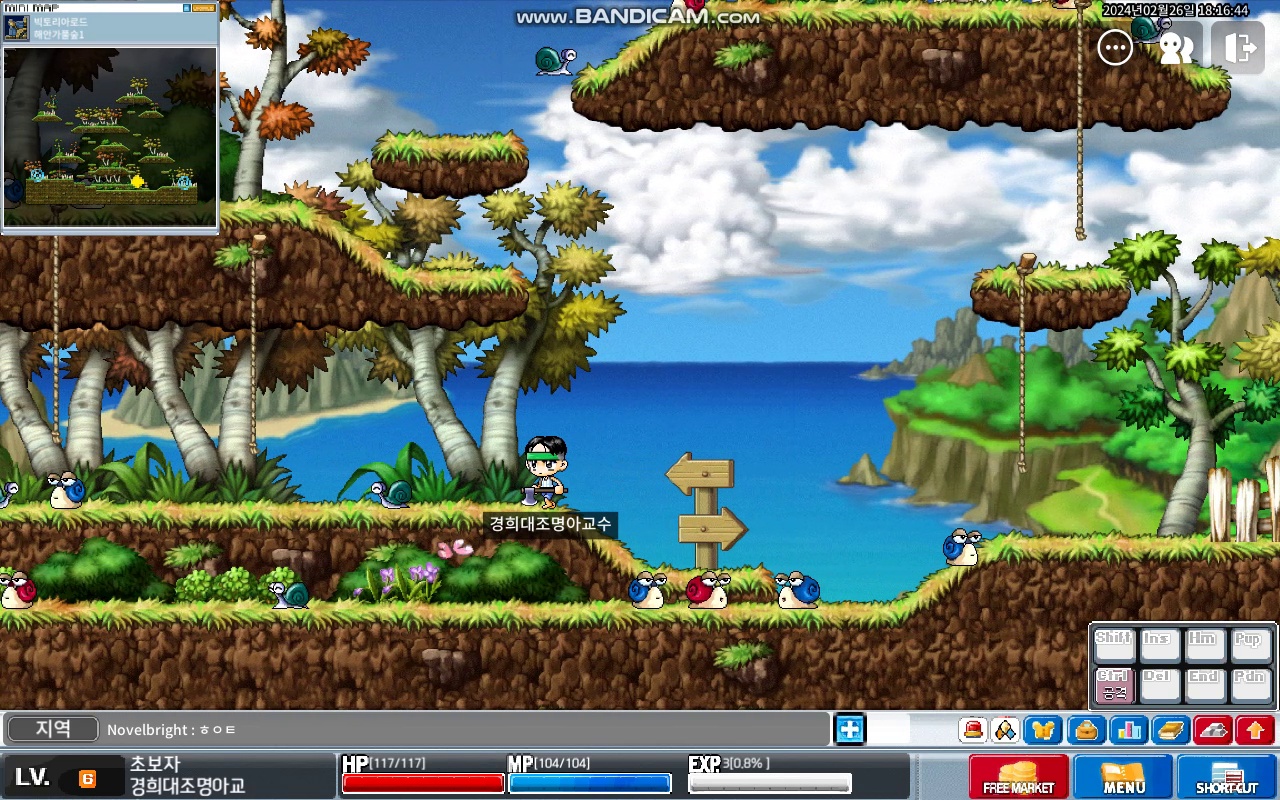 MINI MAP
빅토리아로드
해안가풀숲1
www.BANDICAM.com
2024년02월26일 18:16:44
경희대조명아교수
Shift Ins Hm Pup
Ctrl Del End Pdn
공격
지역 Novelbright : ㅎㅇㅌ
LV. 6 초보자
경희대조명아교
HP[117/117] MP[104/104] EXP 3[0.8% ]
FREE MARKET MENU SHORTCUT